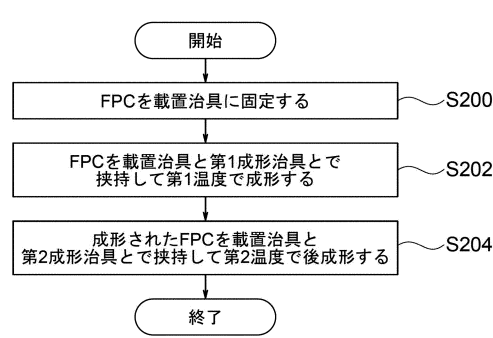 開始
FPCを載置治具に固定する
S200
FPCを載置治具と第1成形治具とで
挟持して第1温度で成形する
S202
成形されたFPCを載置治具と
第2成形治具とで挟持して第2温度で後成形する
S204
終了